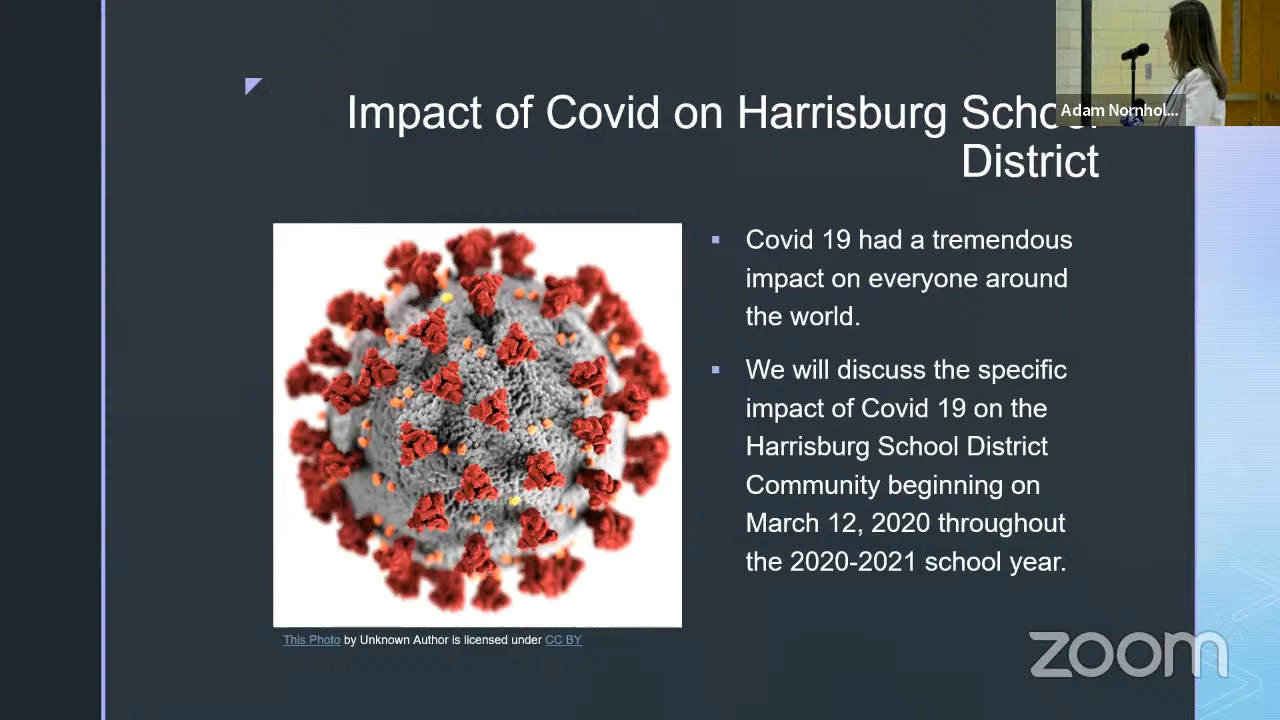 Adam Nornhol...
Impact of Covid on Harrisburg School
District
Covid 19 had a tremendous
impact on everyone around
the world.
We will discuss the specific
impact of Covid 19 on the
Harrisburg School District
Community beginning on
March 12, 2020 throughout
the 2020-2021 school year.
This Photo by Unknown Author is licensed under CC BY
zoom